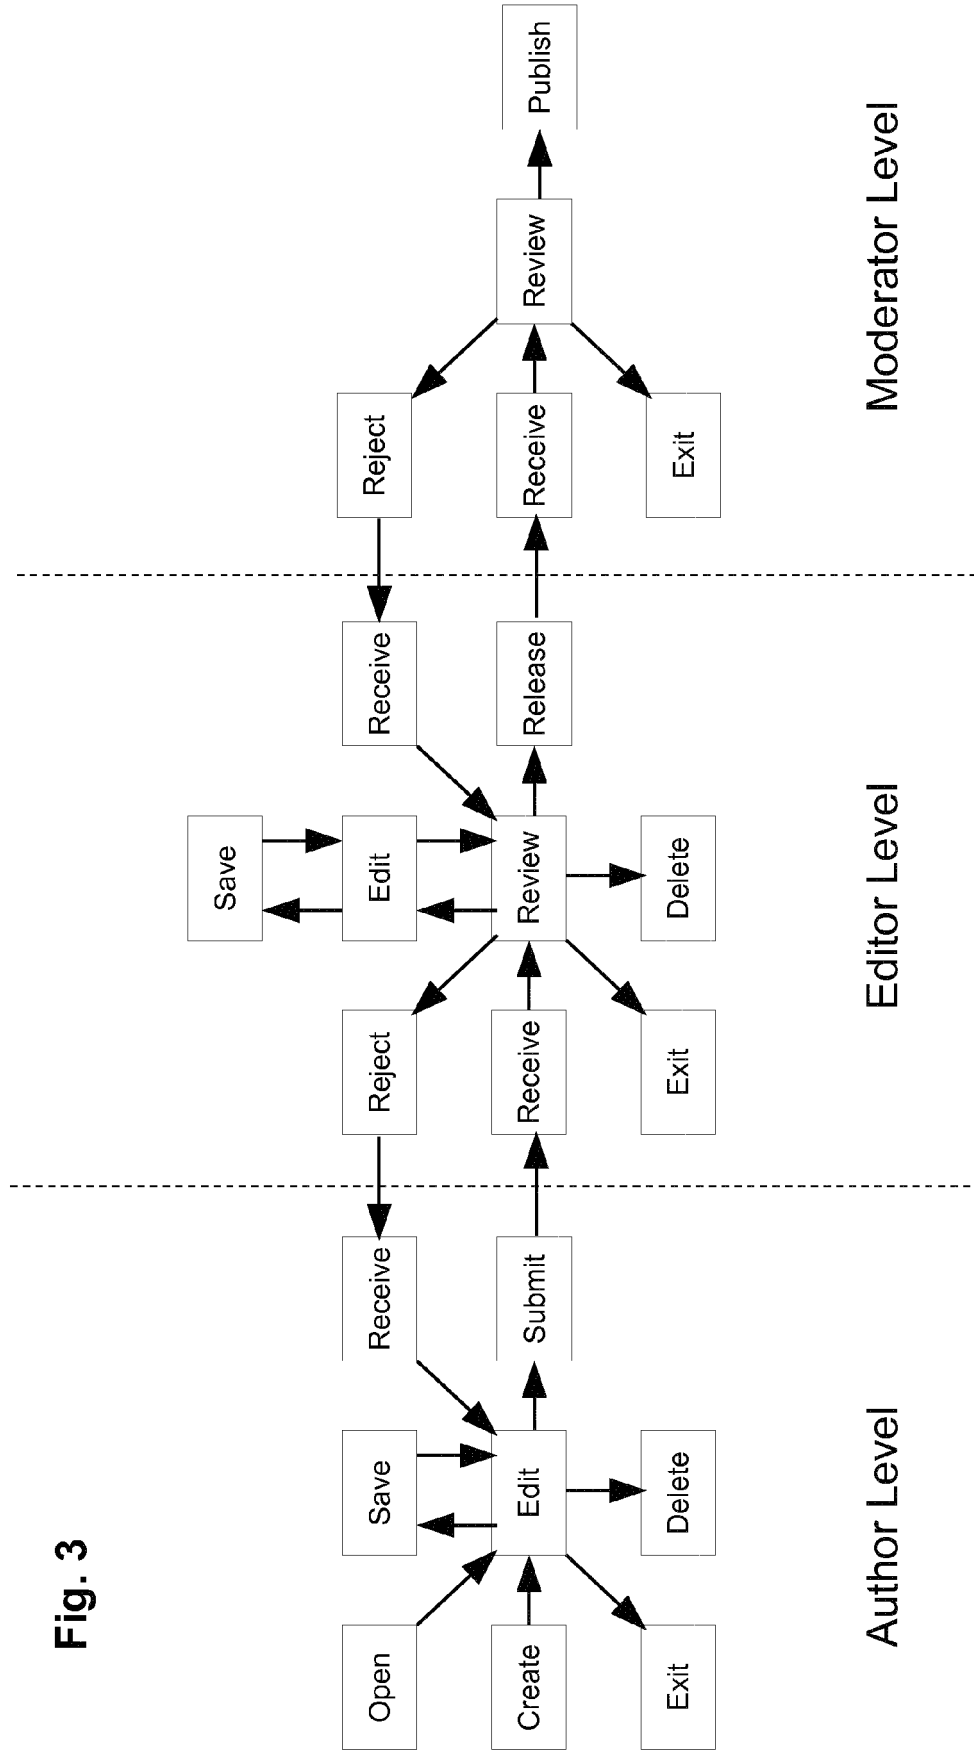 Fig. 3
Save
Open
Save
Receive
Reject
Edit
Receive
Reject
Create
Edit
Submit
Receive
Review
Release
Receive
Review
Publish
Exit
Delete
Exit
Delete
Exit
Author Level
Editor Level
Moderator Level